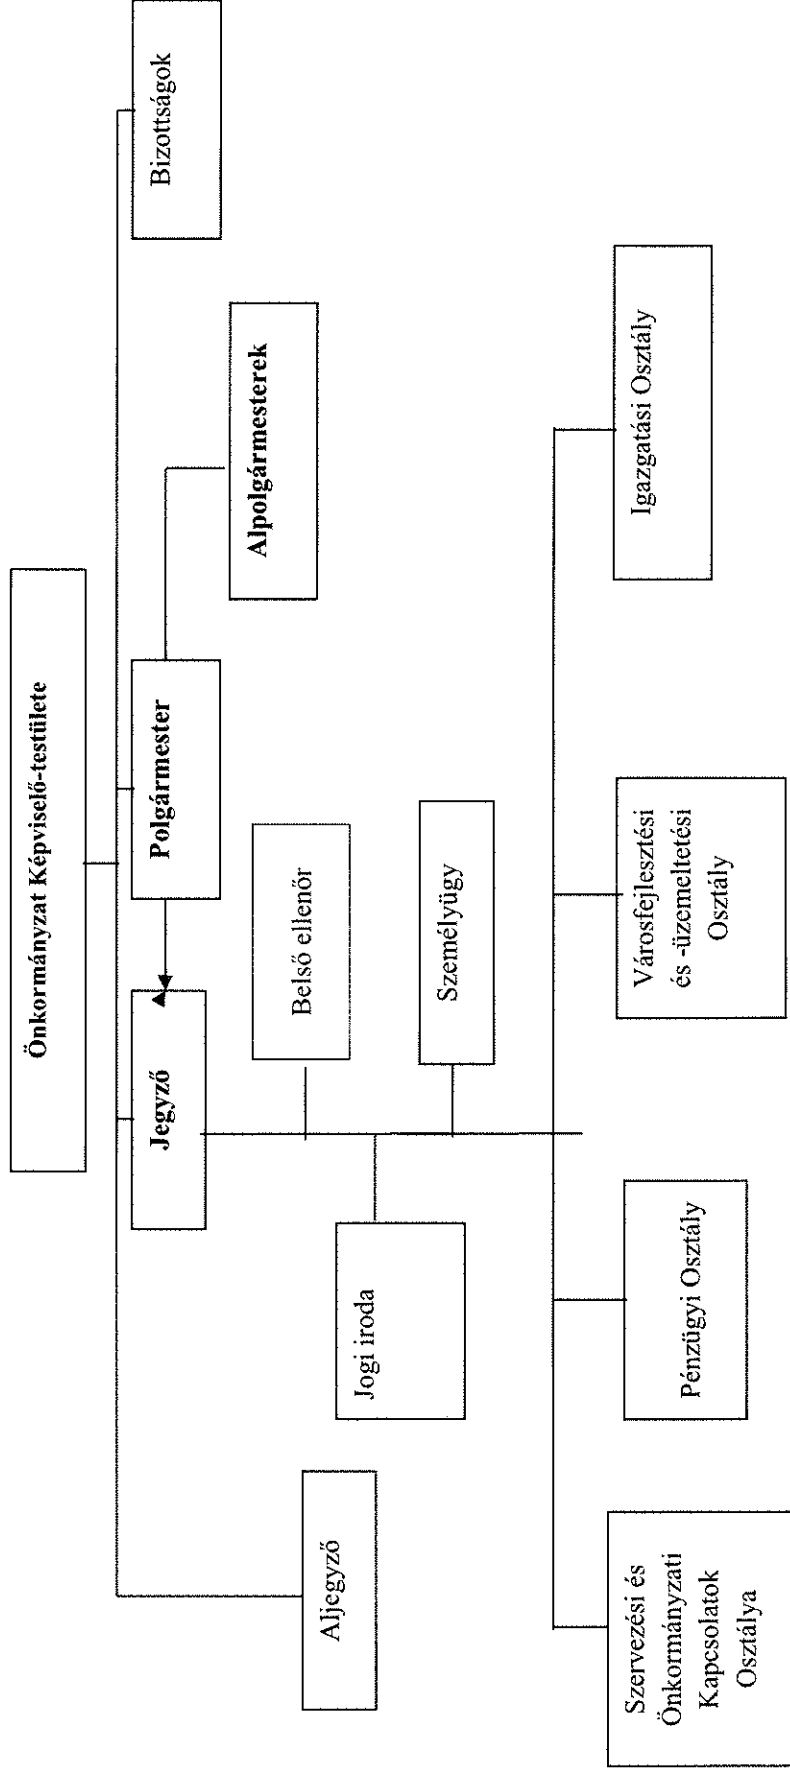 Önkormányzat Képviselő-testülete
Aljegyző
Jegyző
Polgármester
Bizottságok
Alpolgármesterek
Belső ellenőr
Jogi iroda
Személyügy
Szervezési és
Önkormányzati
Kapcsolatok
Osztálya
Pénzügyi Osztály
Városfejlesztési
és -üzemeltetési
Osztály
Igazgatási Osztály